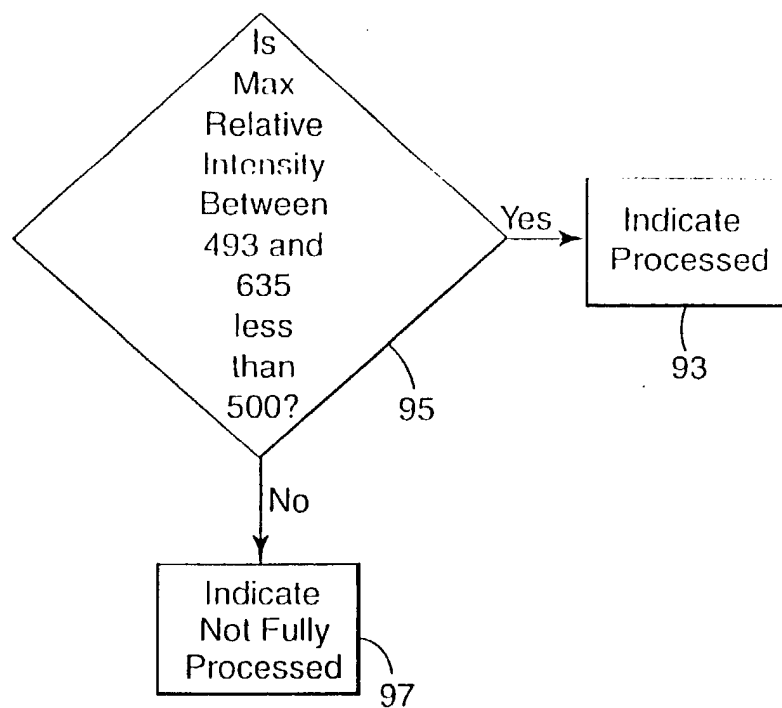 Is
Max
Relative
Intensity
Between
493 and
635
less
than
500?
Yes
Indicate
Processed
93
95
No
Indicate
Not Fully
Processed
97